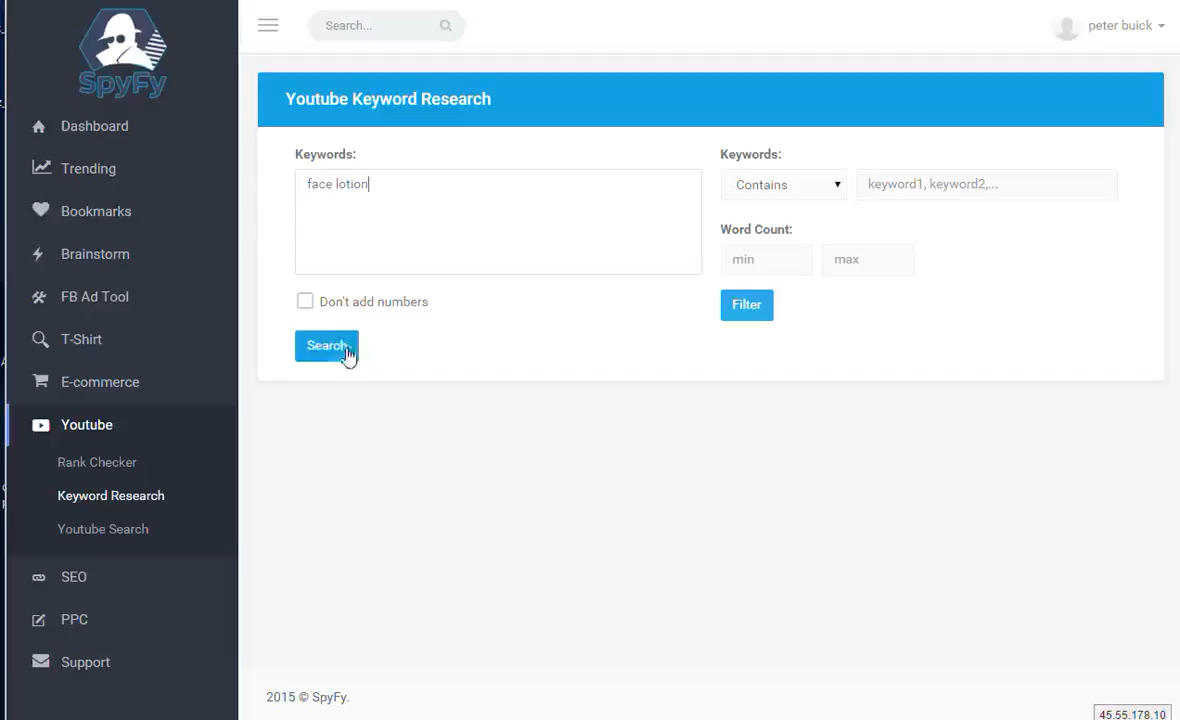 SpyFy
Dashboard
Trending
Bookmarks
Brainstorm
FB Ad Tool
T-Shirt
E-commerce
Youtube
Rank Checker
Keyword Research
Youtube Search
SEO
PPC
Support
Search...
peter buick
Youtube Keyword Research
Keywords:
face lotion
Don't add numbers
Search
Keywords:
Contains
keyword1, keyword2,...
Word Count:
min
max
Filter
2015 © SpyFy.
45.55.178.10